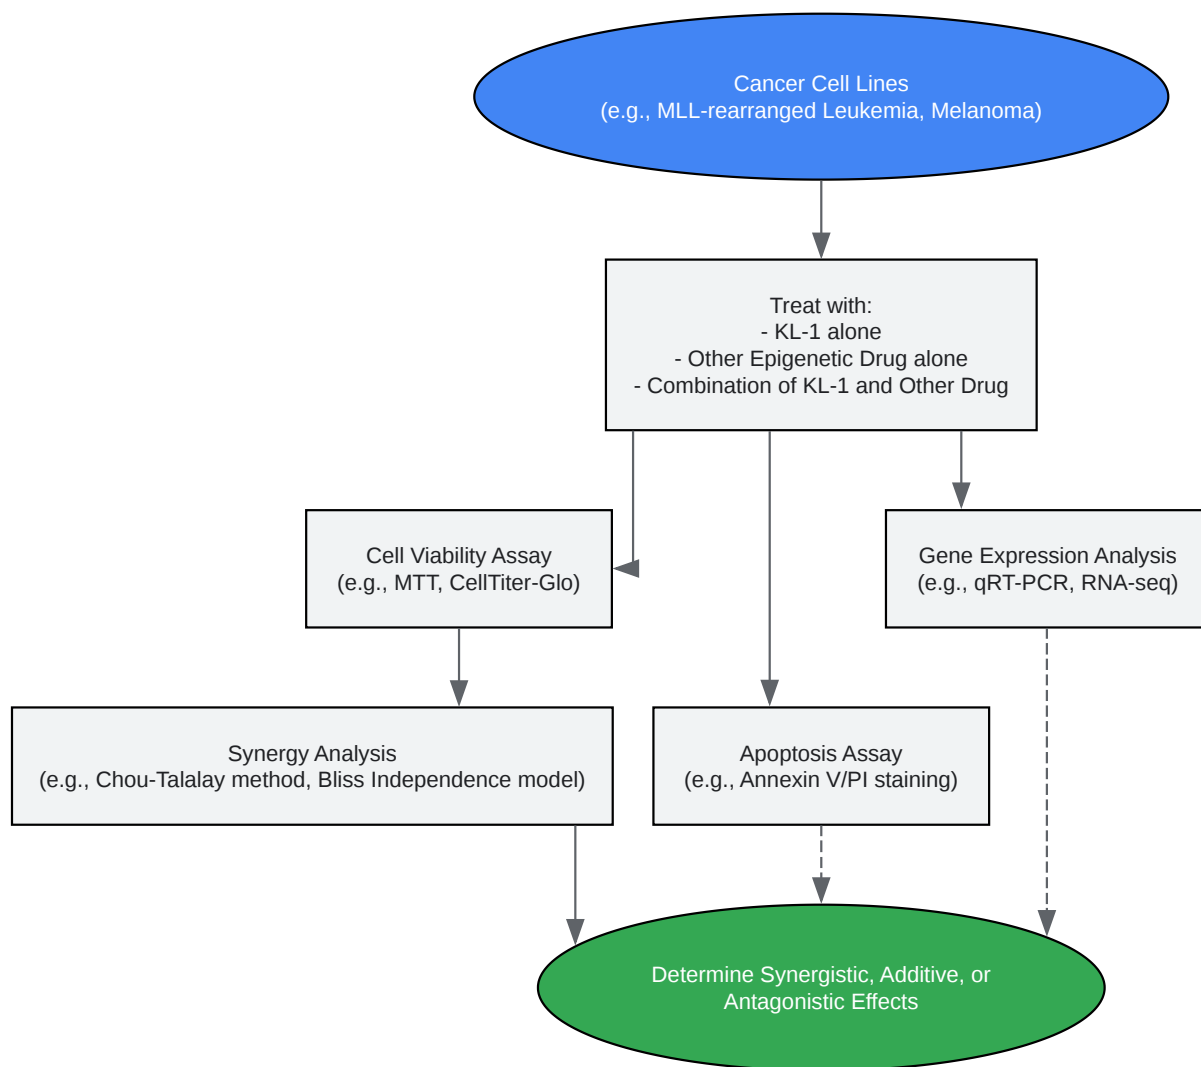 Cancer Cell Lines
(e.g., MLL-rearranged Leukemia, Melanoma)
Treat with:
- KL-1 alone
- Other Epigenetic Drug alone
- Combination of KL-1 and Other Drug
Cell Viability Assay
(e.g., MTT, CellTiter-Glo)
Gene Expression Analysis
(e.g., qRT-PCR, RNA-seq)
Synergy Analysis
(e.g., Chou-Talalay method, Bliss Independence model)
Apoptosis Assay
(e.g., Annexin V/PI staining)
Determine Synergistic, Additive, or
Antagonistic Effects